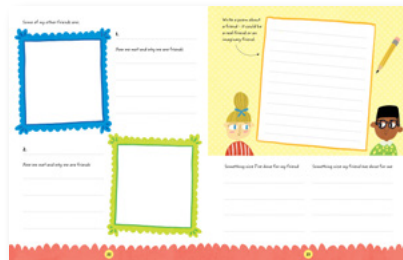 Some of my other friends are:
1.
How we met and why we are friends:
2.
How we met and why we are friends:
Write a poem about
a friend – it could be
a real friend or an
imaginary friend
Something nice I've done for my friend
Something nice my friend has done for me